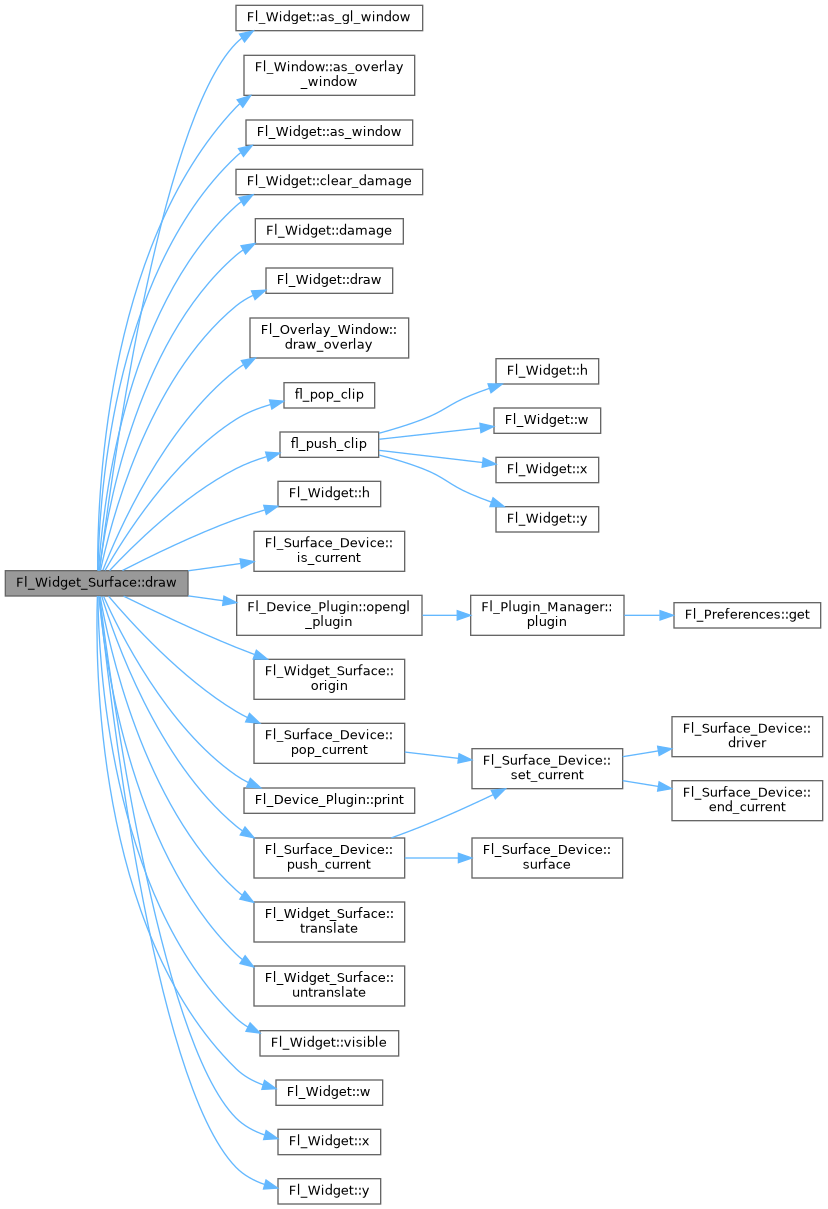 Fl_Widget::as_gl_window
Fl_Window::as_overlay
_window
Fl_Widget::as_window
Fl_Widget::clear_damage
Fl_Widget::damage
Fl_Widget::draw
Fl_Overlay_Window::
draw_overlay
fl_pop_clip
fl_push_clip
Fl_Widget::h
Fl_Widget::w
Fl_Widget::x
Fl_Widget::y
Fl_Widget::h
Fl_Surface_Device::
is_current
Fl_Widget_Surface::draw
Fl_Device_Plugin::opengl
_plugin
Fl_Plugin_Manager::
plugin
Fl_Preferences::get
Fl_Widget_Surface::
origin
Fl_Surface_Device::
pop_current
Fl_Surface_Device::
set_current
Fl_Surface_Device::
driver
Fl_Surface_Device::
end_current
Fl_Device_Plugin::print
Fl_Surface_Device::
push_current
Fl_Surface_Device::
surface
Fl_Widget_Surface::
translate
Fl_Widget_Surface::
untranslate
Fl_Widget::visible
Fl_Widget::w
Fl_Widget::x
Fl_Widget::y